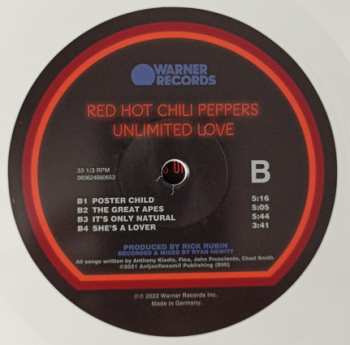 WARNER
RECORDS
RED HOT CHILI PEPPERS
UNLIMITED LOVE
33 1/3 RPM
B
B1 POSTER CHILD 5:16
B2 THE GREAT APES 5:05
B3 IT'S ONLY NATURAL 5:44
B4 SHE'S A LOVER 3:41
PRODUCED BY RICK RUBIN
RECORDED & MIXED BY RYAN HEWITT
All songs written by Anthony Kiedis, Flea, John Frusciante, Chad Smith.
Publishing (BMI)
℗ © 2022 Warner Records Inc.
Made in Germany.